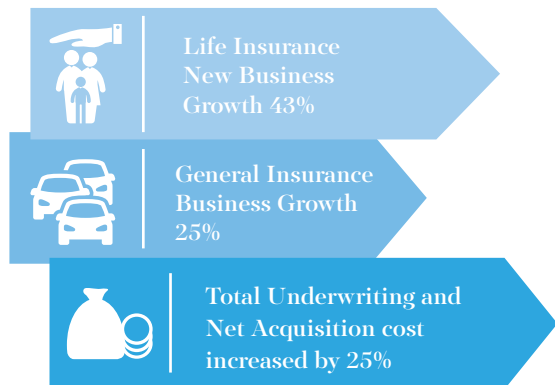 Life Insurance
New Business
Growth 43%
General Insurance
Business Growth
25%
Total Underwriting and
Net Acquisition cost
increased by 25%